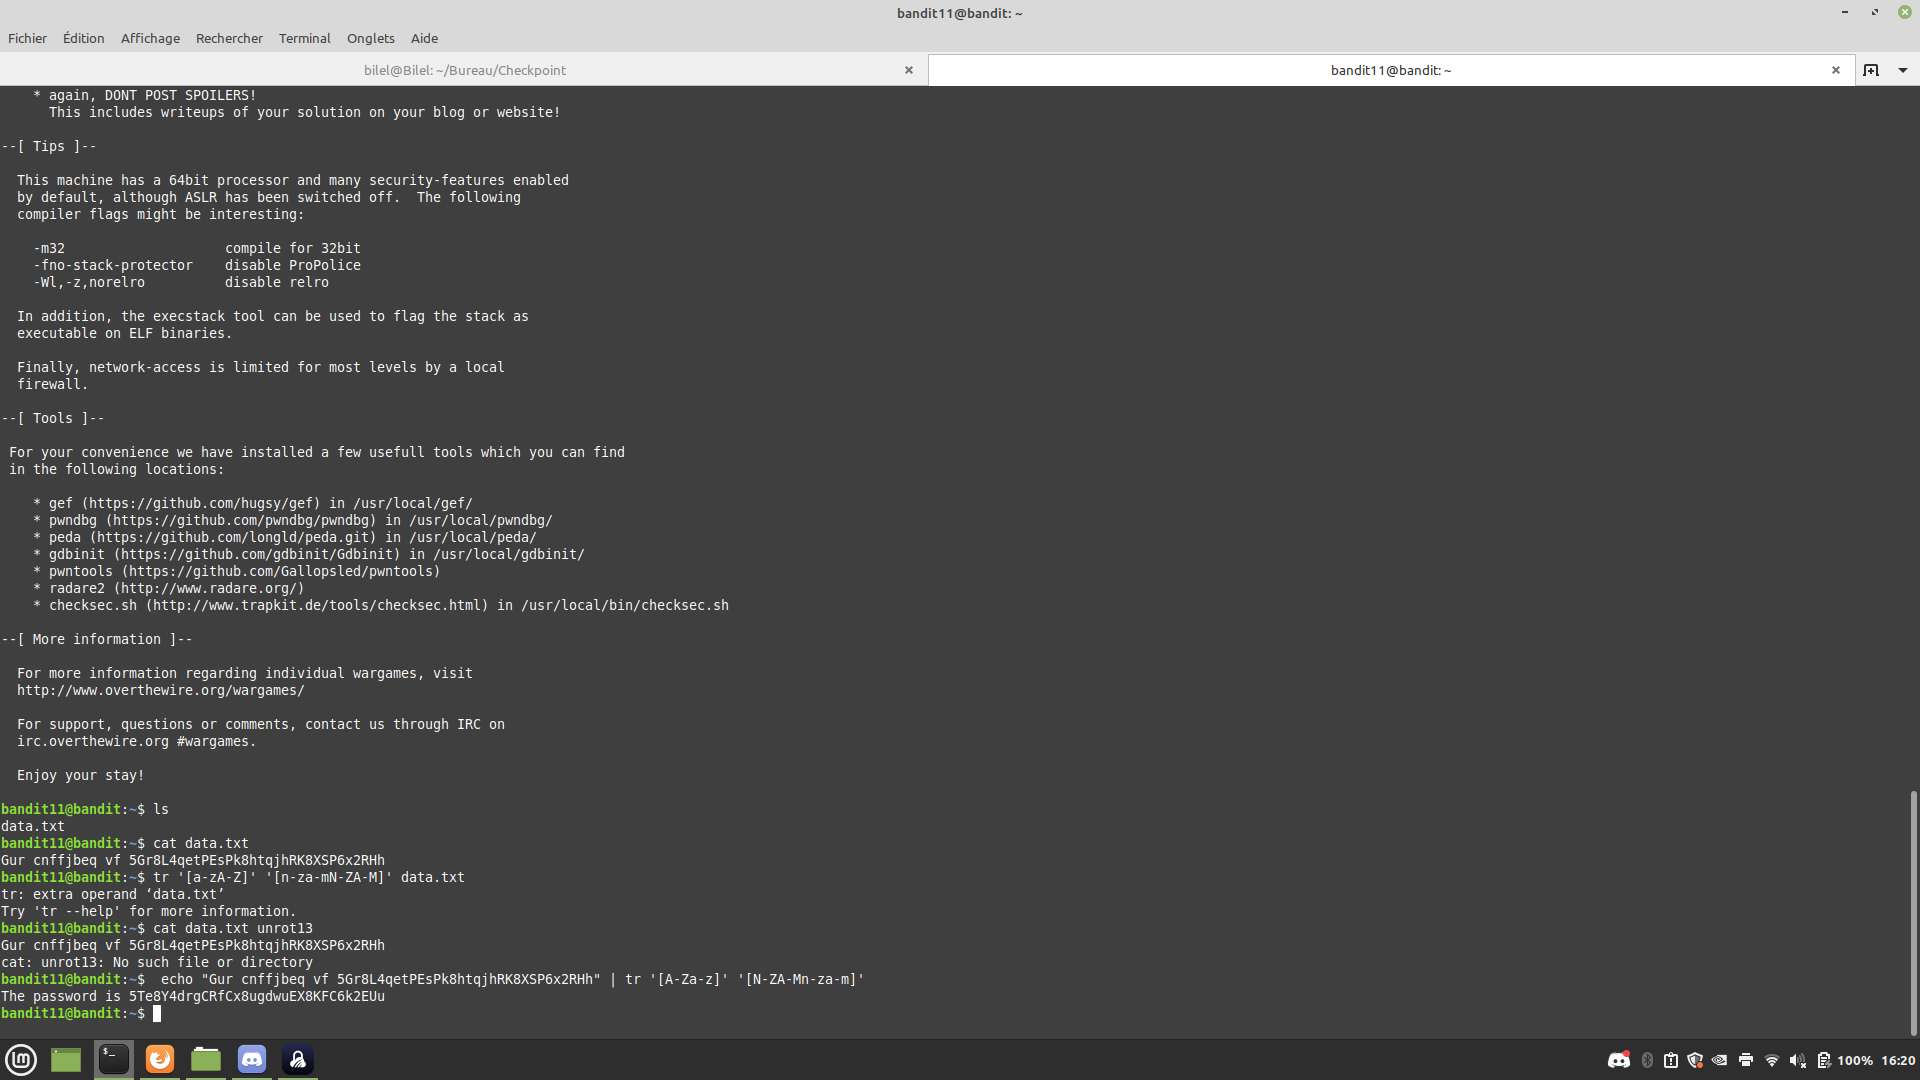 bandit11@bandit: ~
Fichier Édition Affichage Rechercher Terminal Onglets Aide
bilel@Bilel: ~/Bureau/Checkpoint
bandit11@bandit: ~
* again, DONT POST SPOILERS!
This includes writeups of your solution on your blog or website!
--[ Tips ]--
This machine has a 64bit processor and many security-features enabled
by default, although ASLR has been switched off.  The following
compiler flags might be interesting:
-m32                    compile for 32bit
-fno-stack-protector    disable ProPolice
-Wl,-z,norelro          disable relro
In addition, the execstack tool can be used to flag the stack as
executable on ELF binaries.
Finally, network-access is limited for most levels by a local
firewall.
--[ Tools ]--
For your convenience we have installed a few usefull tools which you can find
in the following locations:
* gef (https://github.com/hugsy/gef) in /usr/local/gef/
* pwndbg (https://github.com/pwndbg/pwndbg) in /usr/local/pwndbg/
* peda (https://github.com/longld/peda.git) in /usr/local/peda/
* gdbinit (https://github.com/gdbinit/Gdbinit) in /usr/local/gdbinit/
* pwntools (https://github.com/Gallopsled/pwntools)
* radare2 (http://www.radare.org/)
* checksec.sh (http://www.trapkit.de/tools/checksec.html) in /usr/local/bin/checksec.sh
--[ More information ]--
For more information regarding individual wargames, visit
http://www.overthewire.org/wargames/
For support, questions or comments, contact us through IRC on
irc.overthewire.org #wargames.
Enjoy your stay!
bandit11@bandit:~$ ls
data.txt
bandit11@bandit:~$ cat data.txt
Gur cnffjbeq vf 5Gr8L4qetPEsPk8htqjhRK8XSP6x2RHh
bandit11@bandit:~$ tr '[a-zA-Z]' '[n-za-mN-ZA-M]' data.txt
tr: extra operand ‘data.txt’
Try 'tr --help' for more information.
bandit11@bandit:~$ cat data.txt unrot13
Gur cnffjbeq vf 5Gr8L4qetPEsPk8htqjhRK8XSP6x2RHh
cat: unrot13: No such file or directory
bandit11@bandit:~$  echo "Gur cnffjbeq vf 5Gr8L4qetPEsPk8htqjhRK8XSP6x2RHh" | tr '[A-Za-z]' '[N-ZA-Mn-za-m]'
The password is 5Te8Y4drgCRfCx8ugdwuEX8KFC6k2EUu
bandit11@bandit:~$
100% 16:20